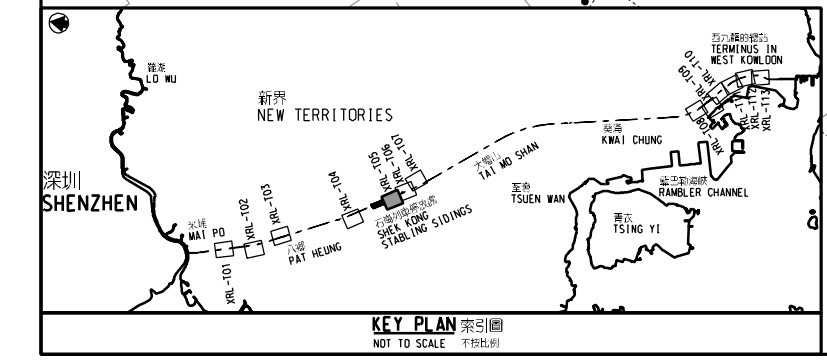 西九龍的總站
TERMINUS IN
WEST KOWLOON
羅湖
LO WU
新界
NEW TERRITORIES
XRL-T10
XRL-T09
XRL-T08
XRL-T12
XRL-T13
葵涌
KWAI CHUNG
大帽山
TAI MO SHAN
XRL-T07
XRL-T06
XRL-T05
XRL-T04
XRL-T03
XRL-T02
XRL-T01
深圳
SHENZHEN
米埔
MAI PO
八鄉
PAT HEUNG
石崗列車停放處
SHEK KONG
STABLING SIDINGS
荃灣
TSUEN WAN
藍巴勒海峽
RAMBLER CHANNEL
青衣
TSING YI
KEY PLAN 索引圖
NOT TO SCALE 不按比例